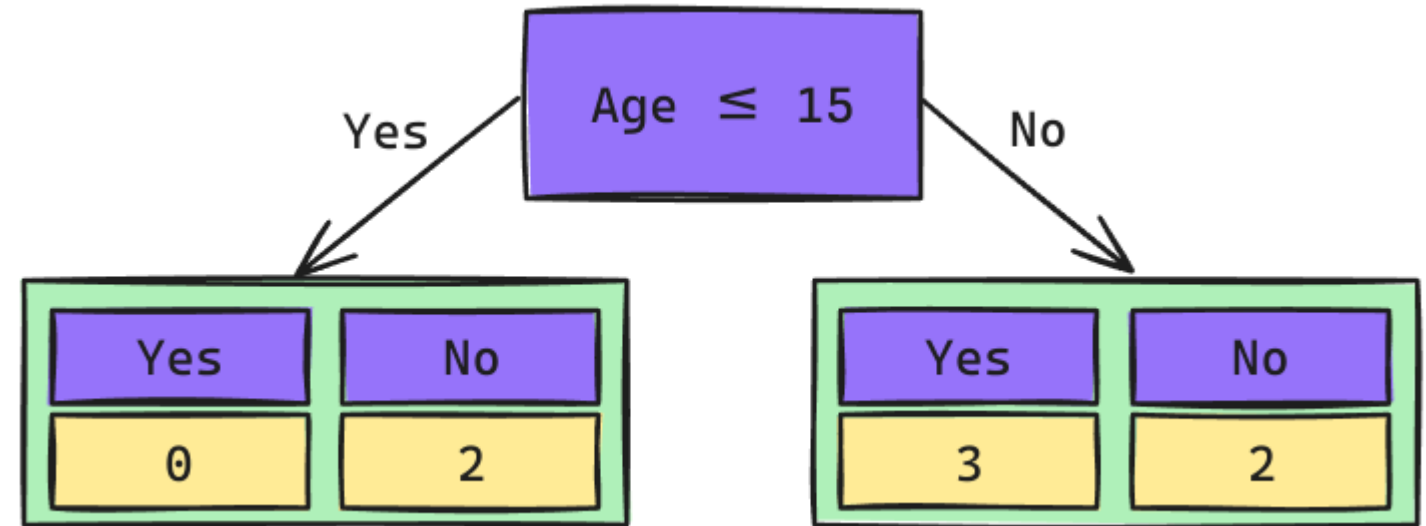 Age ≤ 15
Yes
No
Yes No
0 2
Yes No
3 2